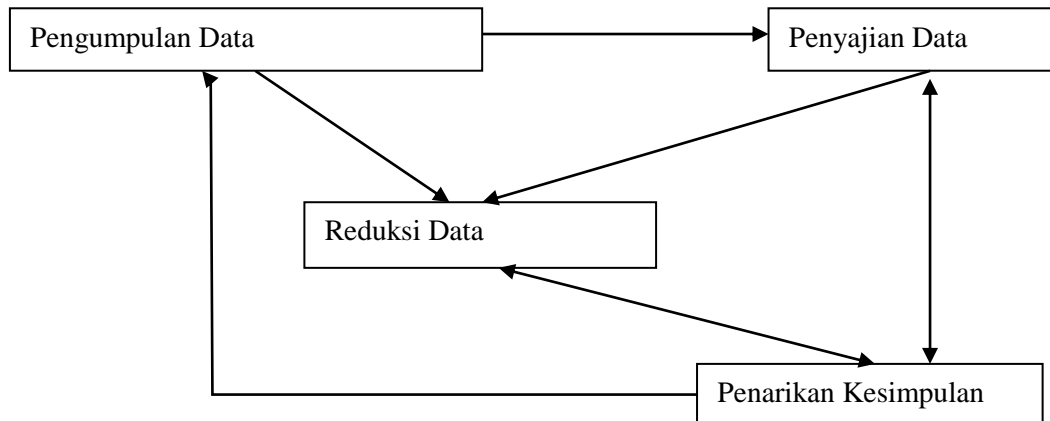 Pengumpulan Data
Penyajian Data
Reduksi Data
Penarikan Kesimpulan